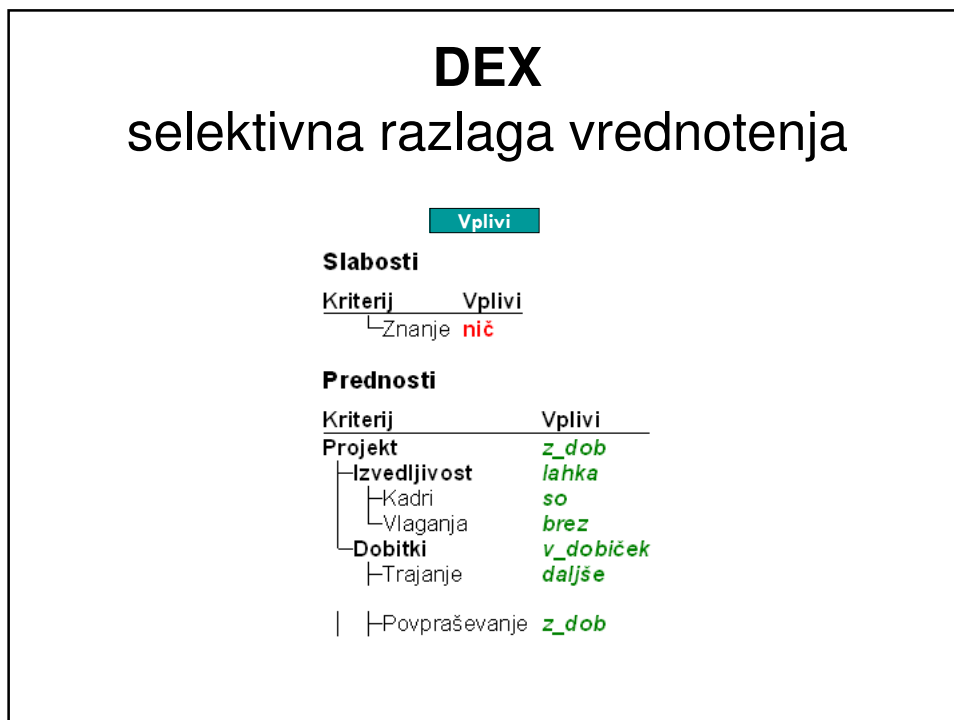 DEX
selektivna razlaga vrednotenja
Vplivi
Slabosti
Kriterij Vplivi
Znanje nič
Prednosti
Kriterij Vplivi
Projekt z_dob
Izvedljivost lahka
Kadri so
Vlaganja brez
Dobitki v_dobiček
Trajanje daljše
Povpraševanje z_dob